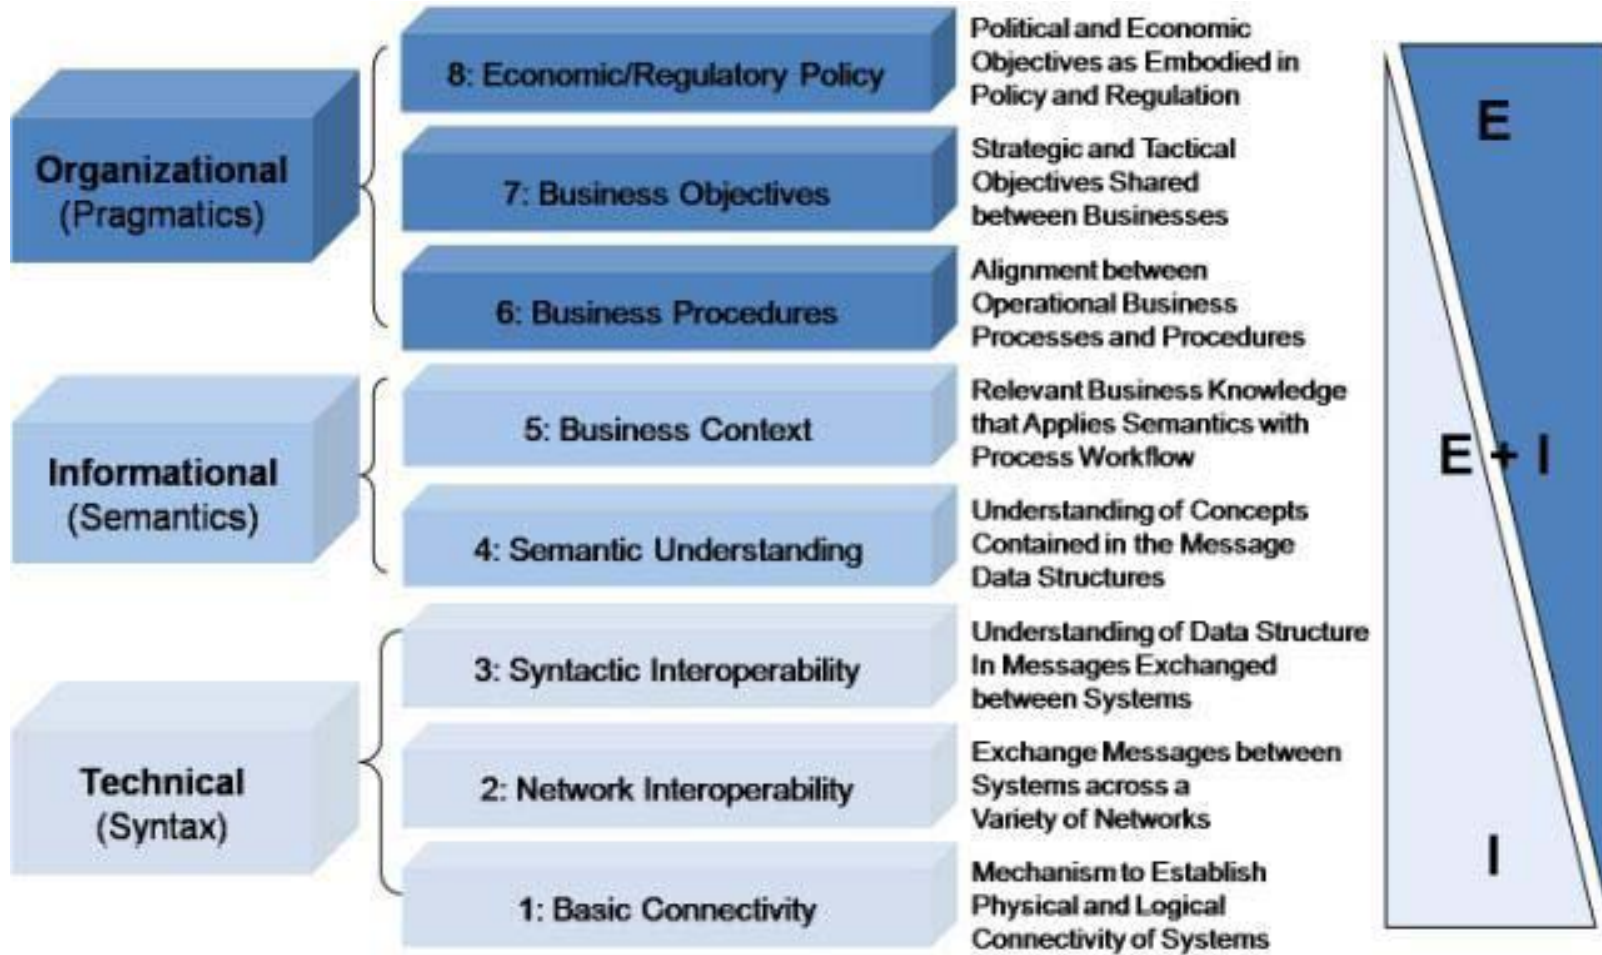 Organizational
(Pragmatics)
8: Economic/Regulatory Policy
Political and Economic
Objectives as Embodied in
Policy and Regulation
7: Business Objectives
Strategic and Tactical
Objectives Shared
between Businesses
6: Business Procedures
Alignment between
Operational Business
Processes and Procedures
Informational
(Semantics)
5: Business Context
Relevant Business Knowledge
that Applies Semantics with
Process Workflow
4: Semantic Understanding
Understanding of Concepts
Contained in the Message
Data Structures
Technical
(Syntax)
3: Syntactic Interoperability
Understanding of Data Structure
In Messages Exchanged
between Systems
2: Network Interoperability
Exchange Messages between
Systems across a
Variety of Networks
1: Basic Connectivity
Mechanism to Establish
Physical and Logical
Connectivity of Systems
E
E + I
I